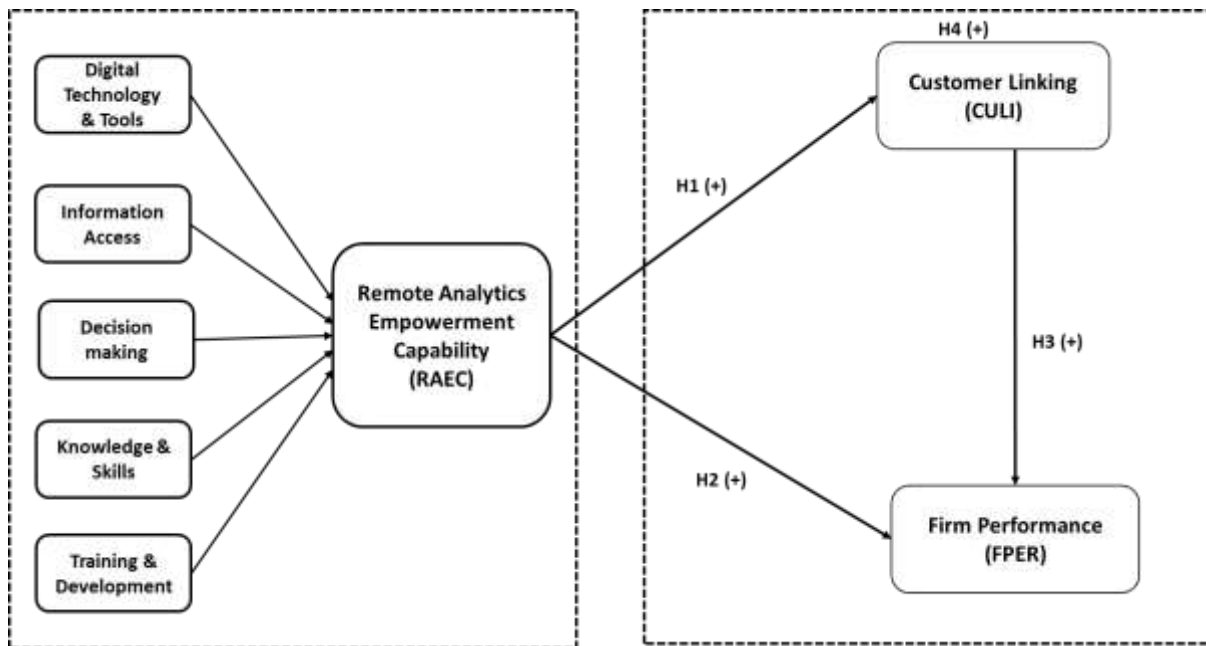 Digital
Technology
& Tools
Information
Access
Decision
making
Knowledge &
Skills
Training &
Development
Remote Analytics
Empowerment
Capability
(RAEC)
H1 (+)
H2 (+)
H4 (+)
Customer Linking
(CULI)
H3 (+)
Firm Performance
(FPER)